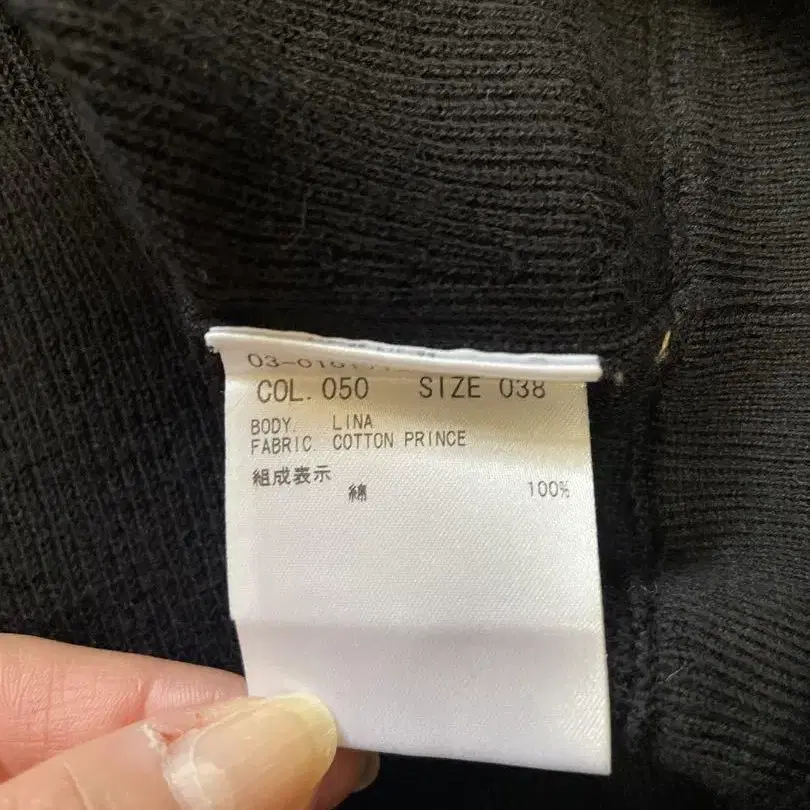 COL. 050 SIZE 038
BODY. LINA
FABRIC. COTTON PRINCE
組成表示
綿 100%